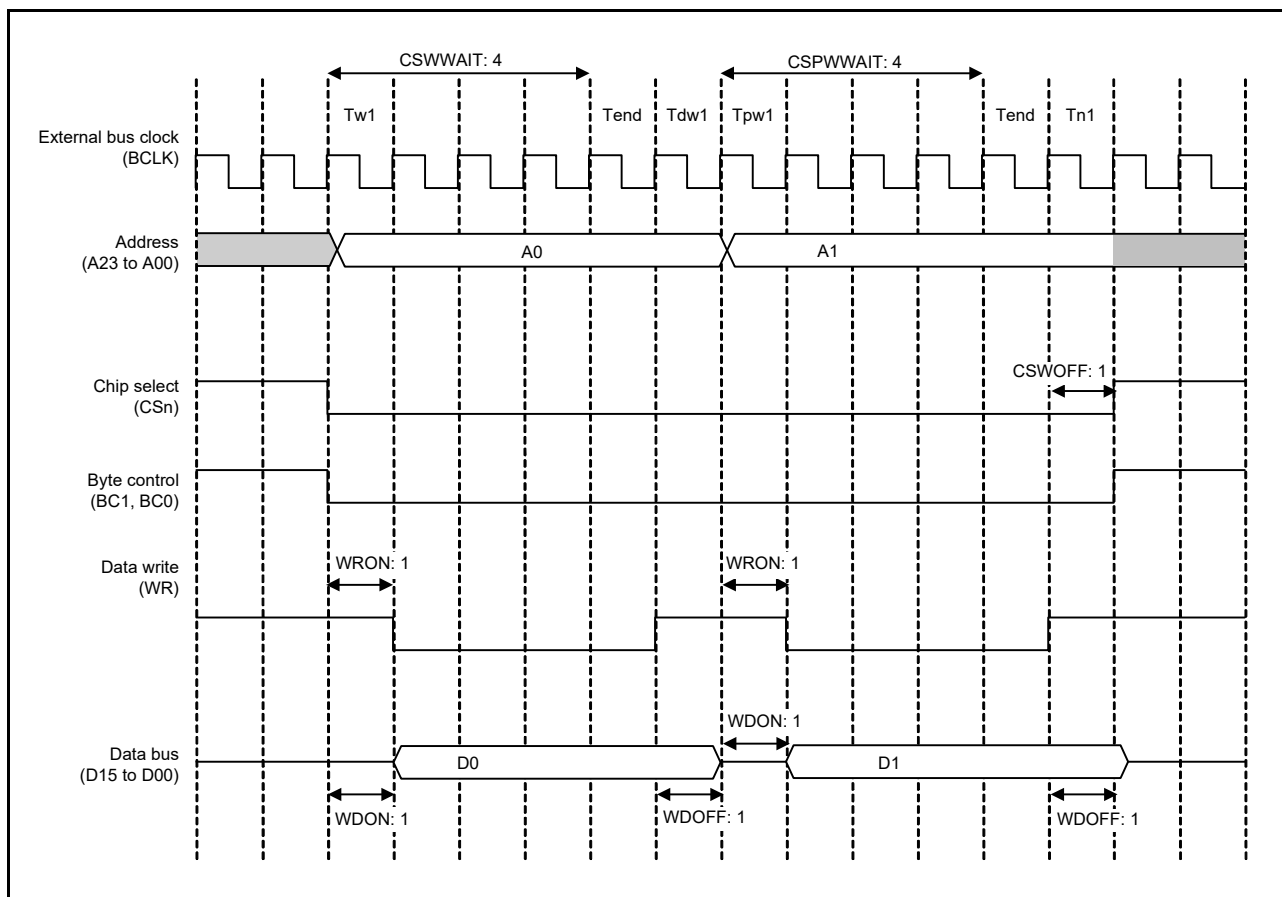 CSWWAIT: 4
CSPWWAIT: 4
Tw1
Tend
Tdw1
Tpw1
Tend
Tn1
External bus clock
(BCLK)
Address
(A23 to A00)
A0
A1
Chip select
(CSn)
CSWOFF: 1
Byte control
(BC1, BC0)
Data write
(WR)
WRON: 1
WRON: 1
WDON: 1
Data bus
(D15 to D00)
D0
D1
WDON: 1
WDOFF: 1
WDOFF: 1